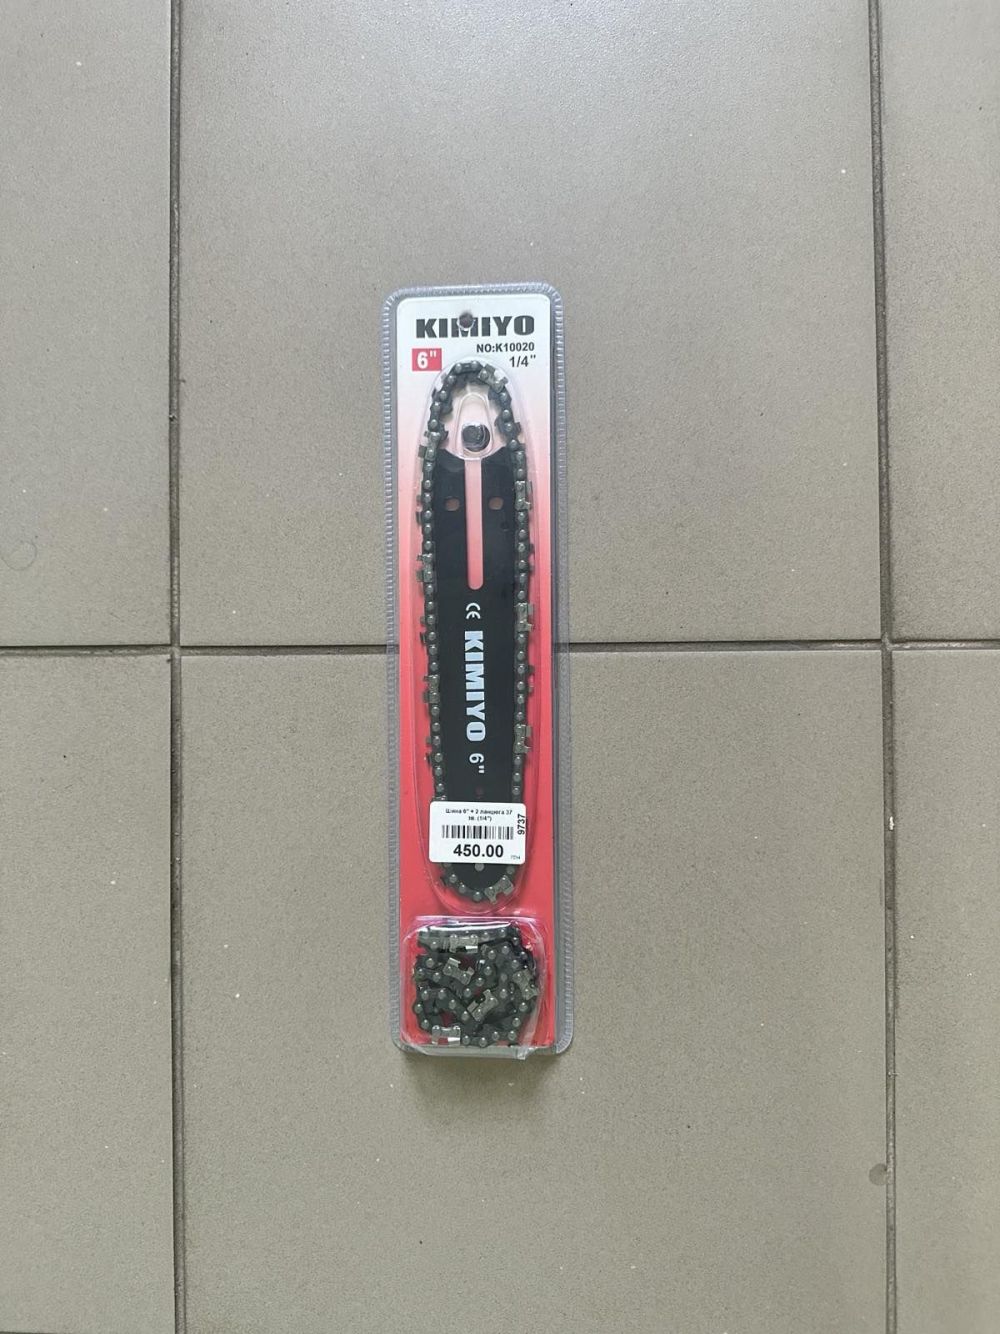 KIMIYO
NO:K10020
6"
1/4"
CE
KIMIYO
6"
Шина 6" + 2 ланцюга 37
зв. (1/4")
9737
450.00